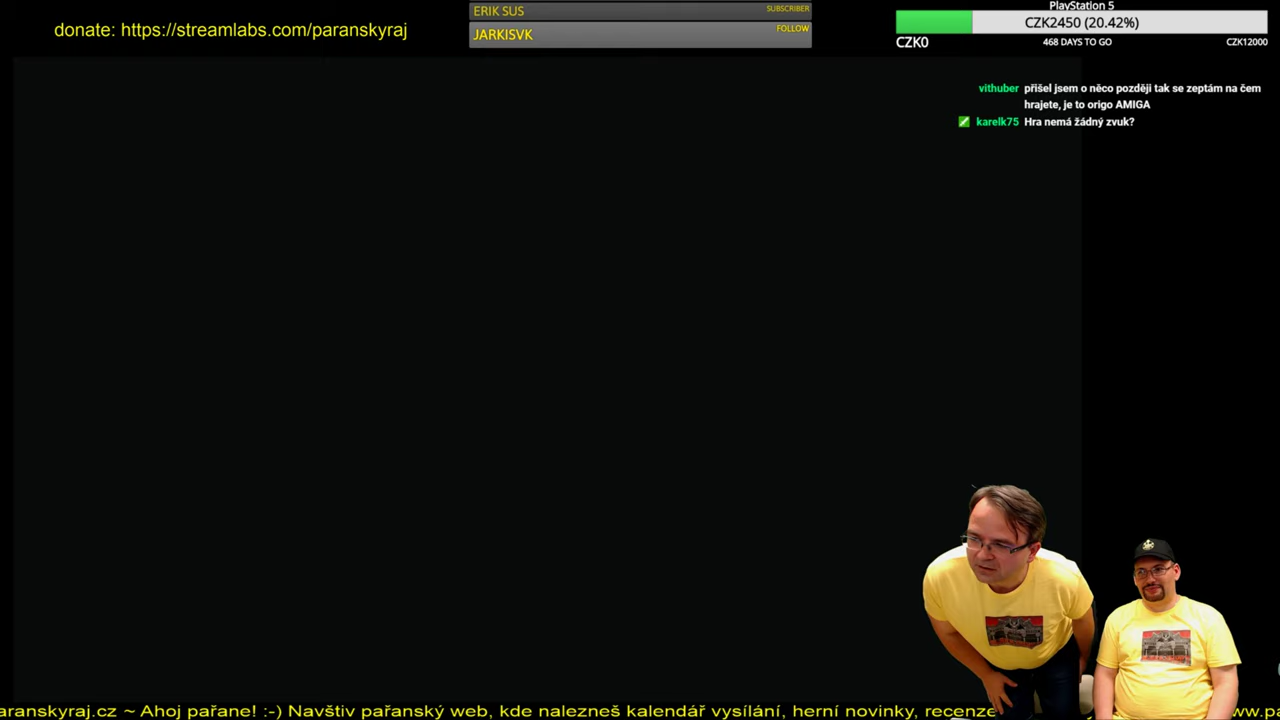 PlayStation 5
ERIK SUS SUBSCRIBER
donate: https://streamlabs.com/paranskyraj
JARKISVK FOLLOW
CZK2450 (20.42%)
CZK0 468 DAYS TO GO CZK12000
vithuber přišel jsem o něco později tak se zeptám na čem
hrajete, je to origo AMIGA
karelk75 Hra nemá žádný zvuk?
aranskyraj.cz ~ Ahoj pařane! :-) Navštiv pařanský web, kde nalezneš kalendář vysílání, herní novinky, recenze